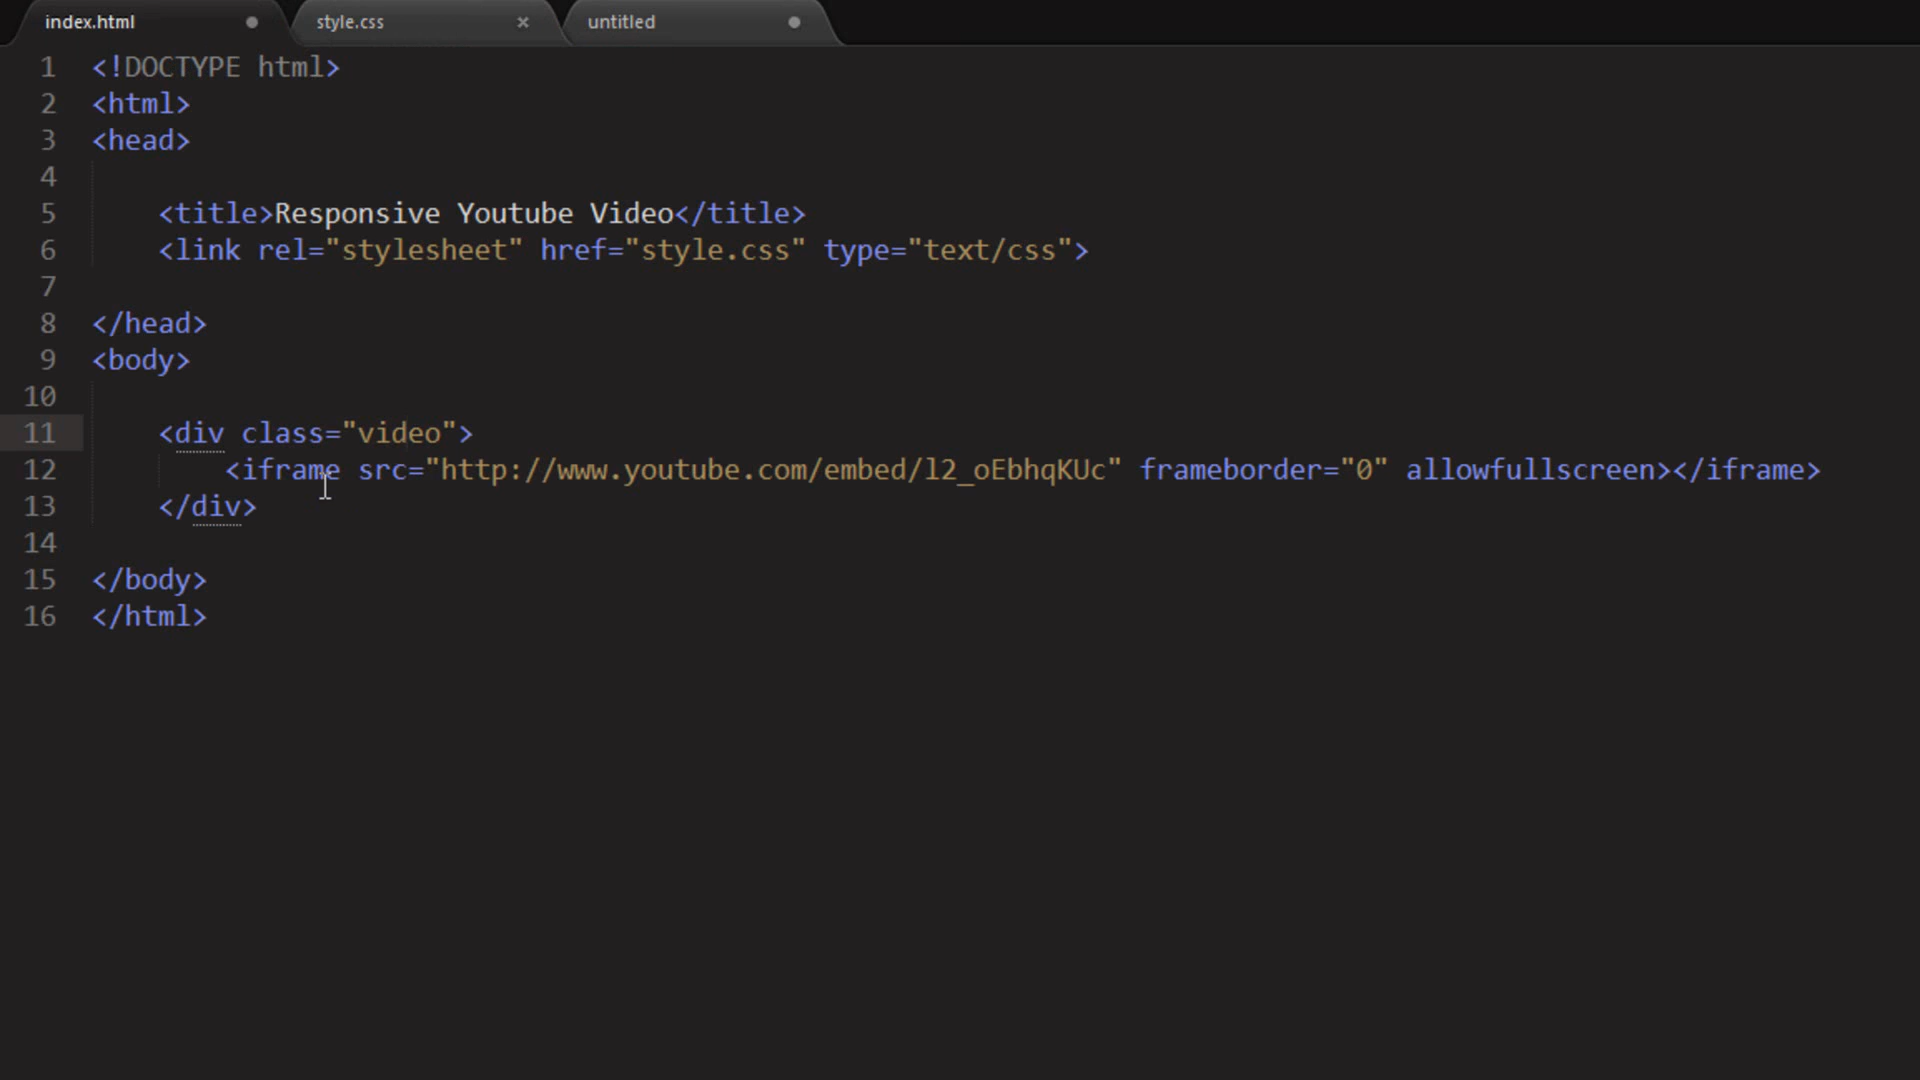 index.html style.css × untitled
1 <!DOCTYPE html>
2 <html>
3 <head>
4
5 <title>Responsive Youtube Video</title>
6 <link rel="stylesheet" href="style.css" type="text/css">
7
8 </head>
9 <body>
10
11 <div class="video">
12 <iframe src="http://www.youtube.com/embed/l2_oEbhqKUc" frameborder="0" allowfullscreen></iframe>
13 </div>
14
15 </body>
16 </html>